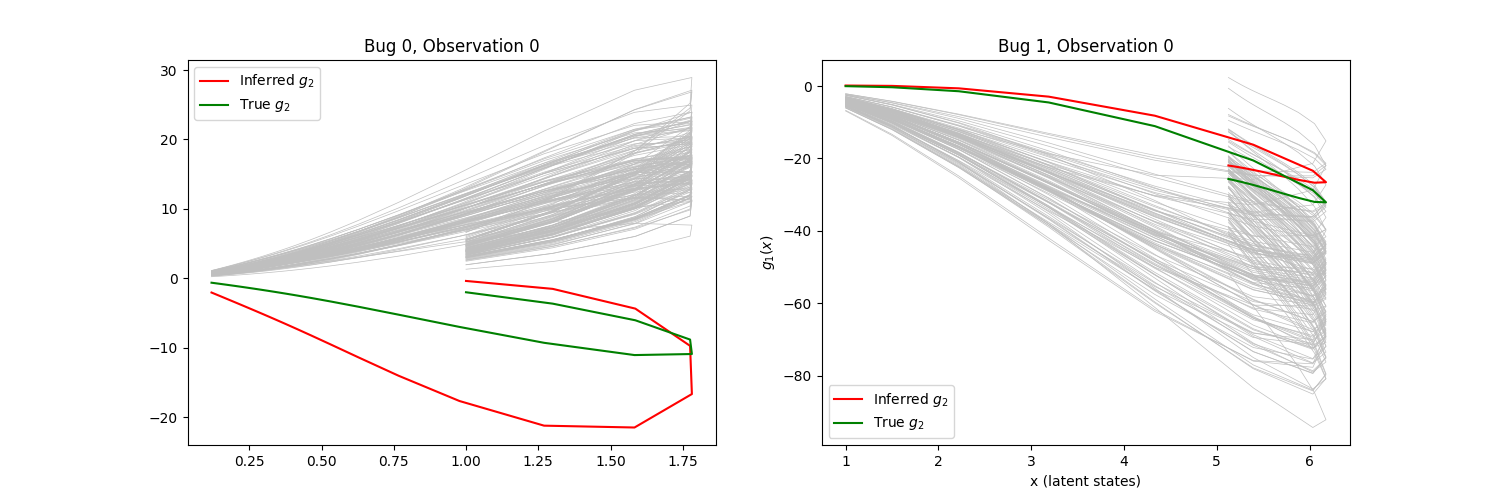 Bug 0, Observation 0
Inferred g₂
True g₂
30
20
10
0
−10
−20
0.25 0.50 0.75 1.00 1.25 1.50 1.75
Bug 1, Observation 0
g₁(x)
0
−20
−40
−60
−80
Inferred g₂
True g₂
1 2 3 4 5 6
x (latent states)